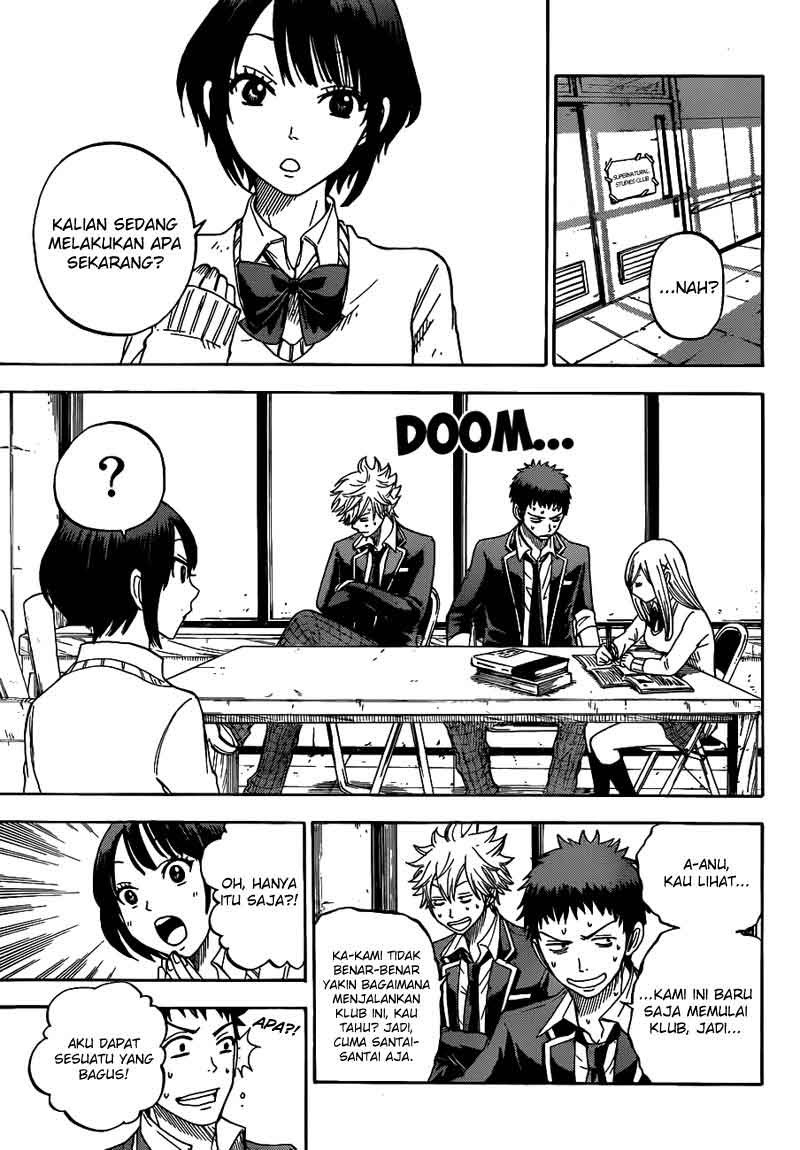 SUPERNATURAL
STUDIES CLUB
...NAH?
KALIAN SEDANG
MELAKUKAN APA
SEKARANG?
DOOM...
?
A-ANU,
KAU LIHAT...
...KAMI INI BARU
SAJA MEMULAI
KLUB, JADI...
KA-KAMI TIDAK
BENAR-BENAR
YAKIN BAGAIMANA
MENJALANKAN
KLUB INI, KAU
TAHU? JADI,
CUMA SANTAI-
SANTAI AJA.
OH, HANYA
ITU SAJA?!
APA?!
AKU DAPAT
SESUATU YANG
BAGUS!